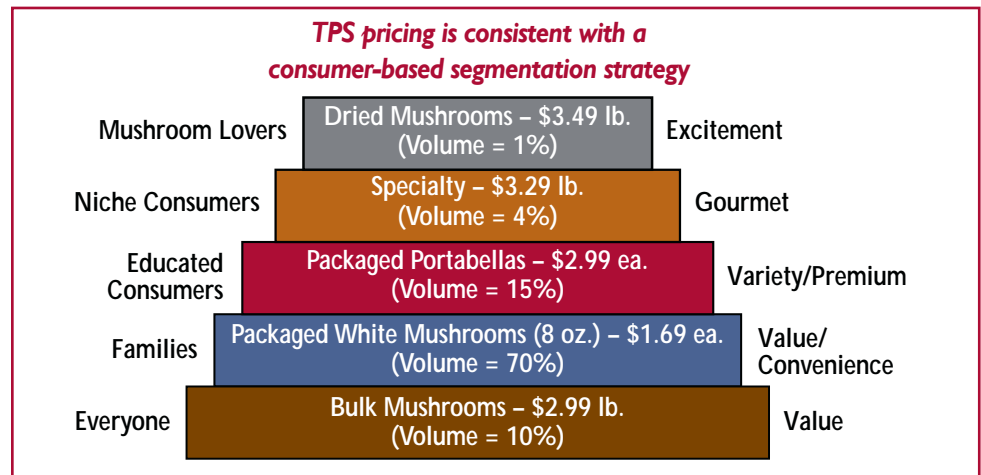 TPS pricing is consistent with a
consumer-based segmentation strategy
Mushroom Lovers
Dried Mushrooms – $3.49 lb.
(Volume = 1%)
Excitement
Niche Consumers
Specialty – $3.29 lb.
(Volume = 4%)
Gourmet
Educated
Consumers
Packaged Portabellas – $2.99 ea.
(Volume = 15%)
Variety/Premium
Families
Packaged White Mushrooms (8 oz.) – $1.69 ea.
(Volume = 70%)
Value/
Convenience
Everyone
Bulk Mushrooms – $2.99 lb.
(Volume = 10%)
Value